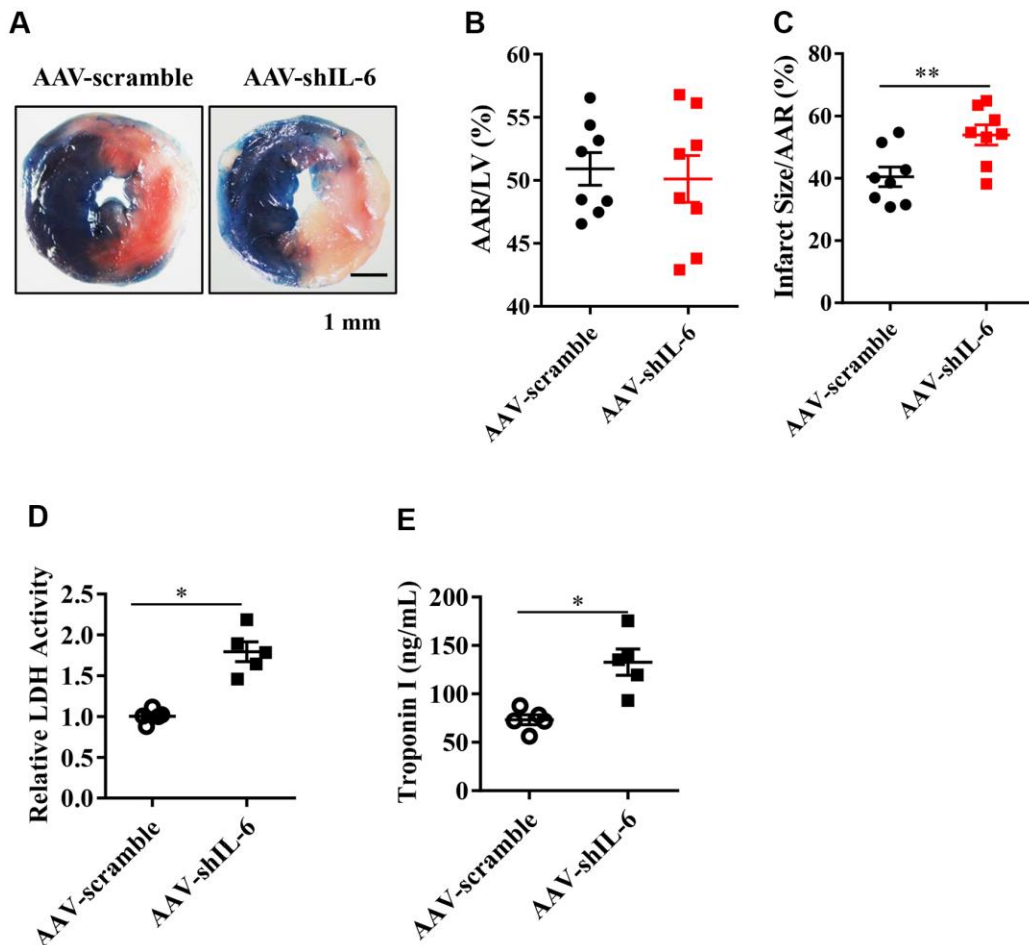 A
AAV-scramble
AAV-shIL-6
1 mm
B
AAR/LV (%)
60
55
50
45
40
AAV-scramble
AAV-shIL-6
C
Infarct Size/AAR (%)
80
60
40
20
0
**
AAV-scramble
AAV-shIL-6
D
Relative LDH Activity
2.5
2.0
1.5
1.0
0.5
0.0
*
AAV-scramble
AAV-shIL-6
E
Troponin I (ng/mL)
200
150
100
50
0
*
AAV-scramble
AAV-shIL-6